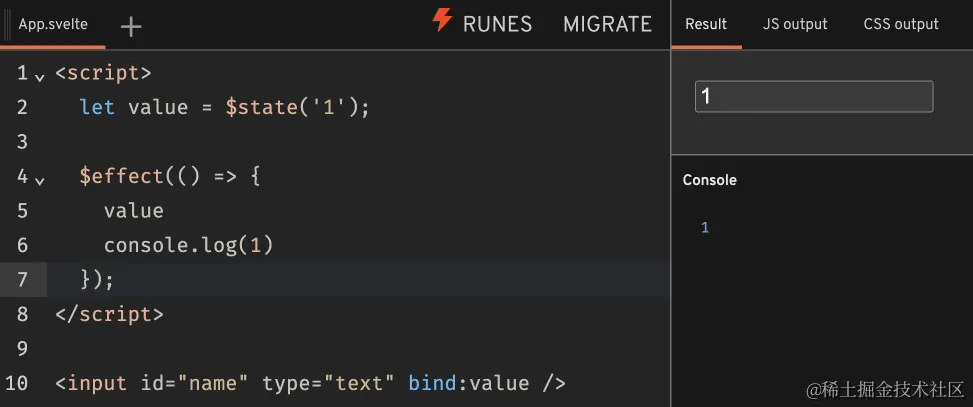 App.svelte
RUNES
MIGRATE
Result
JS output
CSS output
1 <script>
2 let value = $state('1');
3
4 $effect(() => {
5 value
6 console.log(1)
7 });
8 </script>
9
10 <input id="name" type="text" bind:value />
1
Console
1
@稀土掘金技术社区